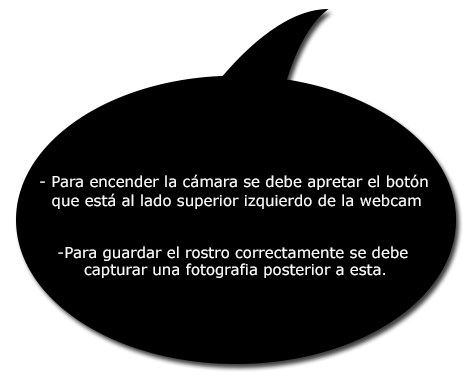 - Para encender la cámara se debe apretar el botón
que está al lado superior izquierdo de la webcam
-Para guardar el rostro correctamente se debe
capturar una fotografia posterior a esta.